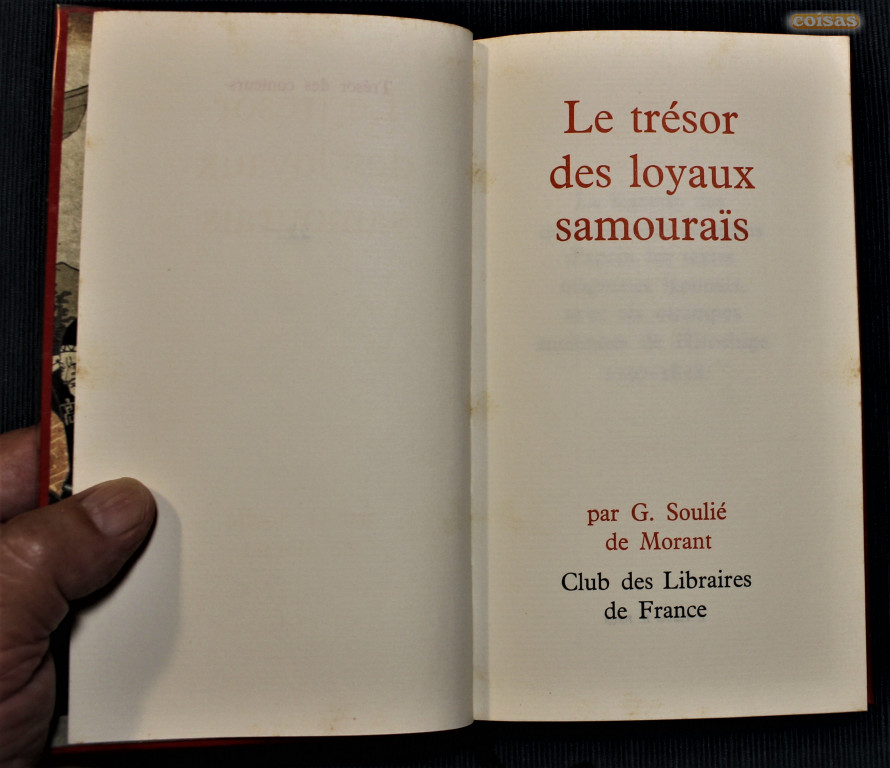 coisas
Le trésor
des loyaux
samouraïs
par G. Soulié
de Morant
Club des Libraires
de France